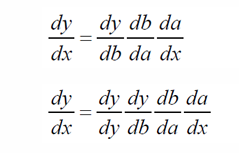 dy/dx = dy/db db/da da/dx
dy/dx = dy/dy dy/db db/da da/dx